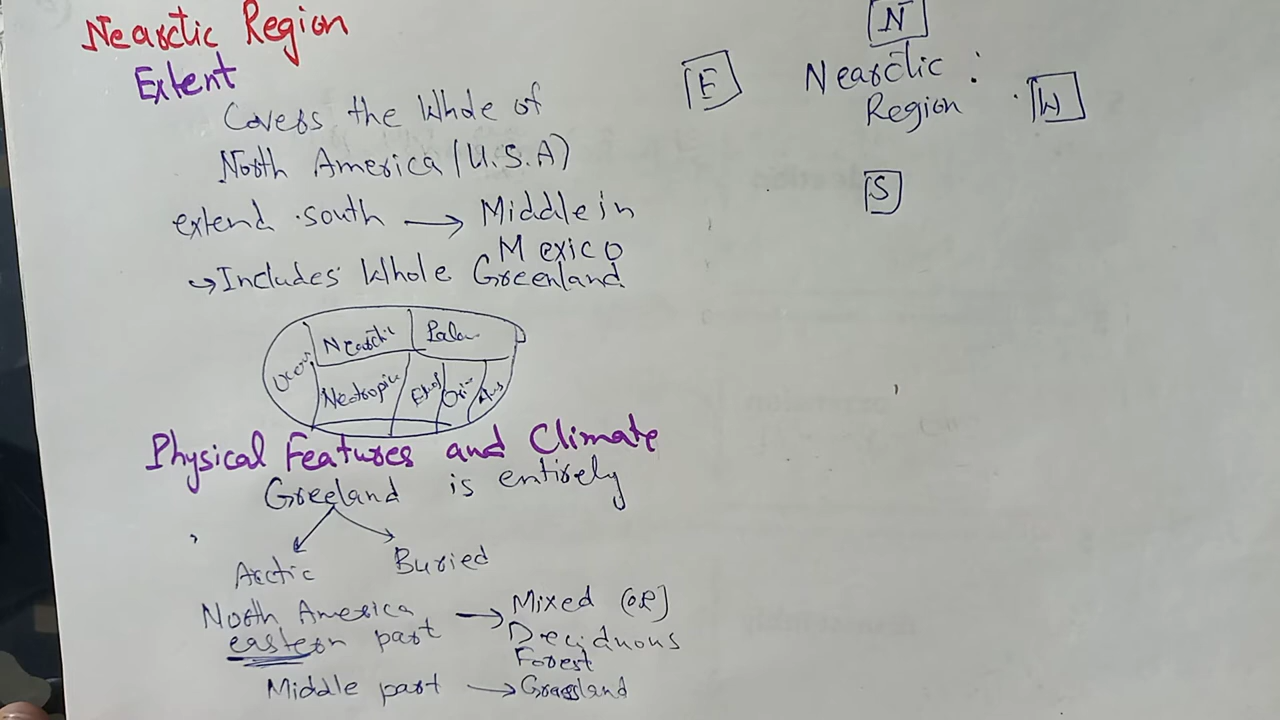 Nearctic Region
Extent
Covers the Whole of
North America (U.S.A)
extend south → Middle in
Mexico
↳ Includes Whole Greenland
Nearctic
Neotropic
Ori
Aus
Physical Features and Climate
Greeland is entirely
Arctic Buried
North America → Mixed (OR)
eastern part Deciduous
Forest
Middle part → Grassland
N
E Nearctic : W
Region
S